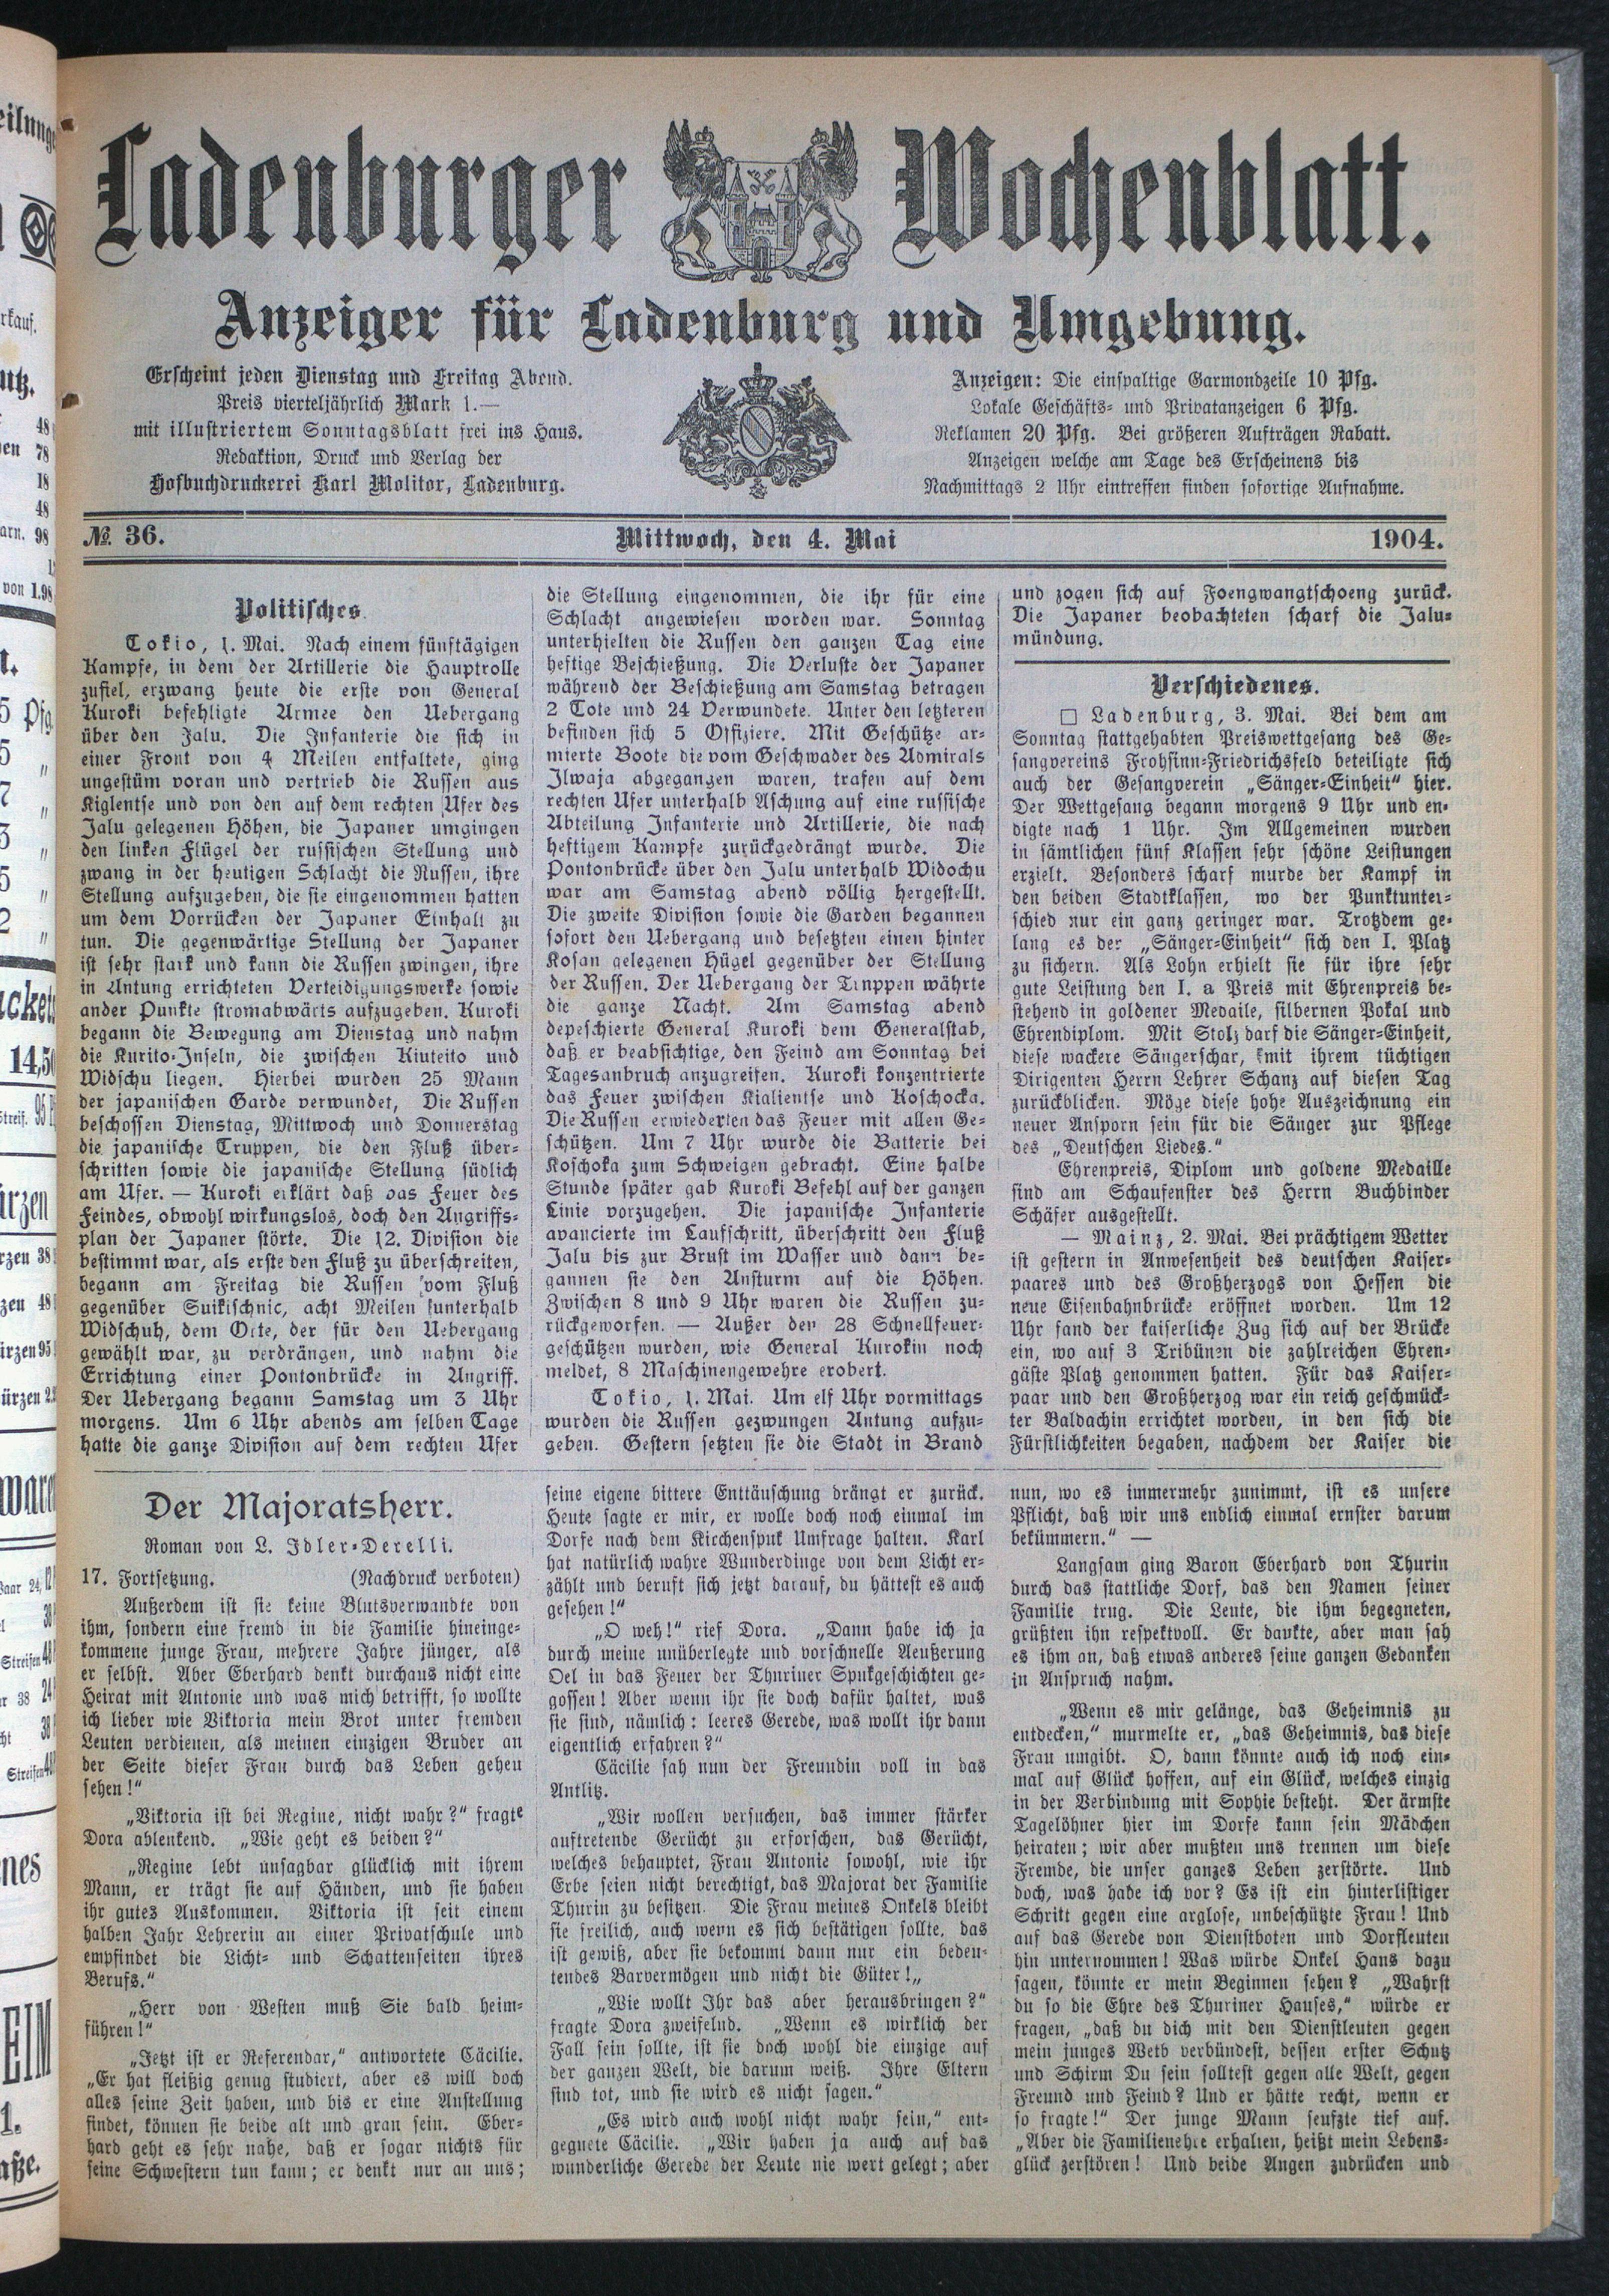 Ladenburger Wochenblatt.
Anzeiger für Ladenburg und Umgebung.
Erscheint jeden Dienstag und Freitag Abend.
Preis vierteljährlich Mark 1.—
mit illustriertem Sonntagsblatt frei ins Haus.
Redaktion, Druck und Verlag der
Hofbuchdruckerei Karl Molitor, Ladenburg.
Anzeigen: Die einspaltige Garmondzeile 10 Pfg.
Lokale Geschäfts- und Privatanzeigen 6 Pfg.
Reklamen 20 Pfg. Bei größeren Aufträgen Rabatt.
Anzeigen welche am Tage des Erscheinens bis
Nachmittags 2 Uhr eintreffen finden sofortige Aufnahme.
№ 36.
Mittwoch, den 4. Mai
1904.
Politisches.
Tokio, 1. Mai. Nach einem fünftägigen
Kampfe, in dem der Artillerie die Hauptrolle
zufiel, erzwang heute die erste von General
Kuroki befehligte Armee den Uebergang
über den Jalu. Die Infanterie die sich in
einer Front von 4 Meilen entfaltete, ging
ungestüm voran und vertrieb die Russen aus
Kiglentse und von den auf dem rechten Ufer des
Jalu gelegenen Höhen, die Japaner umgingen
den linken Flügel der russischen Stellung und
zwang in der heutigen Schlacht die Russen, ihre
Stellung aufzugeben, die sie eingenommen hatten
um dem Vorrücken der Japaner Einhalt zu
tun. Die gegenwärtige Stellung der Japaner
ist sehr stark und kann die Russen zwingen, ihre
in Antung errichteten Verteidigungswerke sowie
ander Punkte stromabwärts aufzugeben. Kuroki
begann die Bewegung am Dienstag und nahm
die Kurito-Inseln, die zwischen Kiuteito und
Widschu liegen. Hierbei wurden 25 Mann
der japanischen Garde verwundet, Die Russen
beschossen Dienstag, Mittwoch und Donnerstag
die japanische Truppen, die den Fluß über-
schritten sowie die japanische Stellung südlich
am Ufer. — Kuroki erklärt daß das Feuer des
Feindes, obwohl wirkungslos, doch den Angriffs-
plan der Japaner störte. Die 12. Division die
bestimmt war, als erste den Fluß zu überschreiten,
begann am Freitag die Russen vom Fluß
gegenüber Suikischnic, acht Meilen unterhalb
Widschuh, dem Orte, der für den Uebergang
gewählt war, zu verdrängen, und nahm die
Errichtung einer Pontonbrücke in Angriff.
Der Uebergang begann Samstag um 3 Uhr
morgens. Um 6 Uhr abends am selben Tage
hatte die ganze Division auf dem rechten Ufer
die Stellung eingenommen, die ihr für eine
Schlacht angewiesen worden war. Sonntag
unterhielten die Russen den ganzen Tag eine
heftige Beschießung. Die Verluste der Japaner
während der Beschießung am Samstag betragen
2 Tote und 24 Verwundete. Unter den letzteren
befinden sich 5 Offiziere. Mit Geschütze ar-
mierte Boote die vom Geschwader des Admirals
Ilwaja abgegangen waren, trafen auf dem
rechten Ufer unterhalb Aschung auf eine russische
Abteilung Infanterie und Artillerie, die nach
heftigem Kampfe zurückgedrängt wurde. Die
Pontonbrücke über den Jalu unterhalb Widochu
war am Samstag abend völlig hergestellt.
Die zweite Division sowie die Garden begannen
sofort den Uebergang und besetzten einen hinter
Kosan gelegenen Hügel gegenüber der Stellung
der Russen. Der Uebergang der Truppen währte
die ganze Nacht. Am Samstag abend
depeschierte General Kuroki dem Generalstab,
daß er beabsichtige, den Feind am Sonntag bei
Tagesanbruch anzugreifen. Kuroki konzentrierte
das Feuer zwischen Kialientse und Koschocka.
Die Russen erwiederten das Feuer mit allen Ge-
schützen. Um 7 Uhr wurde die Batterie bei
Koschoka zum Schweigen gebracht. Eine halbe
Stunde später gab Kuroki Befehl auf der ganzen
Linie vorzugehen. Die japanische Infanterie
avancierte im Laufschritt, überschritt den Fluß
Jalu bis zur Brust im Wasser und dann be-
gannen sie den Ansturm auf die Höhen.
Zwischen 8 und 9 Uhr waren die Russen zu-
rückgeworfen. — Außer den 28 Schnellfeuer-
geschützen wurden, wie General Kurokin noch
meldet, 8 Maschinengewehre erobert.
Tokio, 1. Mai. Um elf Uhr vormittags
wurden die Russen gezwungen Antung aufzu-
geben. Gestern setzten sie die Stadt in Brand
und zogen sich auf Foengwangtschoeng zurück.
Die Japaner beobachteten scharf die Jalu-
mündung.
Verschiedenes.
□ Ladenburg, 3. Mai. Bei dem am
Sonntag stattgehabten Preiswettgesang des Ge-
sangvereins Frohsinn-Friedrichsfeld beteiligte sich
auch der Gesangverein „Sänger-Einheit“ hier.
Der Wettgesang begann morgens 9 Uhr und en-
digte nach 1 Uhr. Im Allgemeinen wurden
in sämtlichen fünf Klassen sehr schöne Leistungen
erzielt. Besonders scharf wurde der Kampf in
den beiden Stadtklassen, wo der Punktunter-
schied nur ein ganz geringer war. Trotzdem ge-
lang es der „Sänger-Einheit“ sich den I. Platz
zu sichern. Als Lohn erhielt sie für ihre sehr
gute Leistung den I. a Preis mit Ehrenpreis be-
stehend in goldener Medaile, silbernen Pokal und
Ehrendiplom. Mit Stolz darf die Sänger-Einheit,
diese wackere Sängerschar, mit ihrem tüchtigen
Dirigenten Herrn Lehrer Schanz auf diesen Tag
zurückblicken. Möge diese hohe Auszeichnung ein
neuer Ansporn sein für die Sänger zur Pflege
des „Deutschen Liedes.“
Ehrenpreis, Diplom und goldene Medaille
sind am Schaufenster des Herrn Buchbinder
Schäfer ausgestellt.
— Mainz, 2. Mai. Bei prächtigem Wetter
ist gestern in Anwesenheit des deutschen Kaiser-
paares und des Großherzogs von Hessen die
neue Eisenbahnbrücke eröffnet worden. Um 12
Uhr fand der kaiserliche Zug sich auf der Brücke
ein, wo auf 3 Tribünen die zahlreichen Ehren-
gäste Platz genommen hatten. Für das Kaiser-
paar und den Großherzog war ein reich geschmück-
ter Baldachin errichtet worden, in den sich die
Fürstlichkeiten begaben, nachdem der Kaiser die
Der Majoratsherr.
Roman von L. Idler-Derelli.
17. Fortsetzung. (Nachdruck verboten)
Außerdem ist sie keine Blutsverwandte von
ihm, sondern eine fremd in die Familie hineinge-
kommene junge Frau, mehrere Jahre jünger, als
er selbst. Aber Eberhard denkt durchaus nicht eine
Heirat mit Antonie und was mich betrifft, so wollte
ich lieber wie Viktoria mein Brot unter fremden
Leuten verdienen, als meinen einzigen Bruder an
der Seite dieser Frau durch das Leben gehen
sehen!“
„Viktoria ist bei Regine, nicht wahr?“ fragte
Dora ablenkend. „Wie geht es beiden?“
„Regine lebt unsagbar glücklich mit ihrem
Mann, er trägt sie auf Händen, und sie haben
ihr gutes Auskommen. Viktoria ist seit einem
halben Jahr Lehrerin an einer Privatschule und
empfindet die Licht- und Schattenseiten ihres
Berufs.“
„Herr von Westen muß Sie bald heim-
führen!“
„Jetzt ist er Referendar,“ antwortete Cäcilie.
„Er hat fleißig genug studiert, aber es will doch
alles seine Zeit haben, und bis er eine Anstellung
findet, können sie beide alt und grau sein. Eber-
hard geht es sehr nahe, daß er sogar nichts für
seine Schwestern tun kann; er denkt nur an uns;
seine eigene bittere Enttäuschung drängt er zurück.
Heute sagte er mir, er wolle doch noch einmal im
Dorfe nach dem Kirchenspuk Umfrage halten. Karl
hat natürlich wahre Wunderdinge von dem Licht er-
zählt und beruft sich jetzt darauf, du hättest es auch
gesehen!“
„O weh!“ rief Dora. „Dann habe ich ja
durch meine unüberlegte und vorschnelle Aeußerung
Oel in das Feuer der Thuriner Spukgeschichten ge-
gossen! Aber wenn ihr sie doch dafür haltet, was
sie sind, nämlich: leeres Gerede, was wollt ihr dann
eigentlich erfahren?“
Cäcilie sah nun der Freundin voll in das
Antlitz.
„Wir wollen versuchen, das immer stärker
auftretende Gerücht zu erforschen, das Gerücht,
welches behauptet, Frau Antonie sowohl, wie ihr
Erbe seien nicht berechtigt, das Majorat der Familie
Thurin zu besitzen. Die Frau meines Onkels bleibt
sie freilich, auch wenn es sich bestätigen sollte, das
ist gewiß, aber sie bekommt dann nur ein beden-
tendes Barvermögen und nicht die Güter!„
„Wie wollt Ihr das aber herausbringen?“
fragte Dora zweifelnd. „Wenn es wirklich der
Fall sein sollte, ist sie doch wohl die einzige auf
der ganzen Welt, die darum weiß. Ihre Eltern
sind tot, und sie wird es nicht sagen.“
„Es wird auch wohl nicht wahr sein,“ ent-
gegnete Cäcilie. „Wir haben ja auch auf das
wunderliche Gerede der Leute nie wert gelegt; aber
nun, wo es immermehr zunimmt, ist es unsere
Pflicht, daß wir uns endlich einmal ernster darum
bekümmern.“ —
Langsam ging Baron Eberhard von Thurin
durch das stattliche Dorf, das den Namen seiner
Familie trug. Die Leute, die ihm begegneten,
grüßten ihn respektvoll. Er dankte, aber man sah
es ihm an, daß etwas anderes seine ganzen Gedanken
in Anspruch nahm.
„Wenn es mir gelänge, das Geheimnis zu
entdecken,“ murmelte er, „das Geheimnis, das diese
Frau umgibt. O, dann könnte auch ich noch ein-
mal auf Glück hoffen, auf ein Glück, welches einzig
in der Verbindung mit Sophie besteht. Der ärmste
Tagelöhner hier im Dorfe kann sein Mädchen
heiraten; wir aber mußten uns trennen um diese
Fremde, die unser ganzes Leben zerstörte. Und
doch, was habe ich vor? Es ist ein hinterlistiger
Schritt gegen eine arglose, unbeschützte Frau! Und
auf das Gerede von Dienstboten und Dorfleuten
hin unternommen! Was würde Onkel Hans dazu
sagen, könnte er mein Beginnen sehen? „Wahrst
du so die Ehre des Thuriner Hauses,“ würde er
fragen, „daß du dich mit den Dienstleuten gegen
mein junges Weib verbündest, dessen erster Schutz
und Schirm Du sein solltest gegen alle Welt, gegen
Freund und Feind? Und er hätte recht, wenn er
so fragte!“ Der junge Mann seufzte tief auf.
„Aber die Familienehre erhalten, heißt mein Lebens-
glück zerstören! Und beide Augen zudrücken und